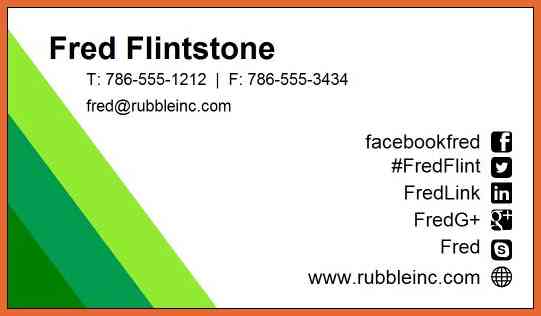 Fred Flintstone
T: 786-555-1212 | F: 786-555-3434
fred@rubbleinc.com
facebookfred
#FredFlint
FredLink
FredG+
Fred
www.rubbleinc.com